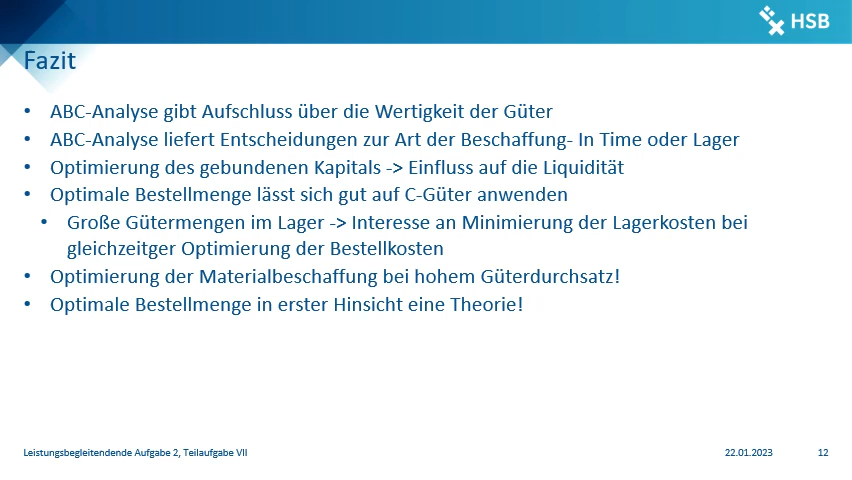 HSB
Fazit
• ABC-Analyse gibt Aufschluss über die Wertigkeit der Güter
• ABC-Analyse liefert Entscheidungen zur Art der Beschaffung- In Time oder Lager
• Optimierung des gebundenen Kapitals -> Einfluss auf die Liquidität
• Optimale Bestellmenge lässt sich gut auf C-Güter anwenden
• Große Gütermengen im Lager -> Interesse an Minimierung der Lagerkosten bei
gleichzeitger Optimierung der Bestellkosten
• Optimierung der Materialbeschaffung bei hohem Güterdurchsatz!
• Optimale Bestellmenge in erster Hinsicht eine Theorie!
Leistungsbegleitendende Aufgabe 2, Teilaufgabe VII 22.01.2023 12